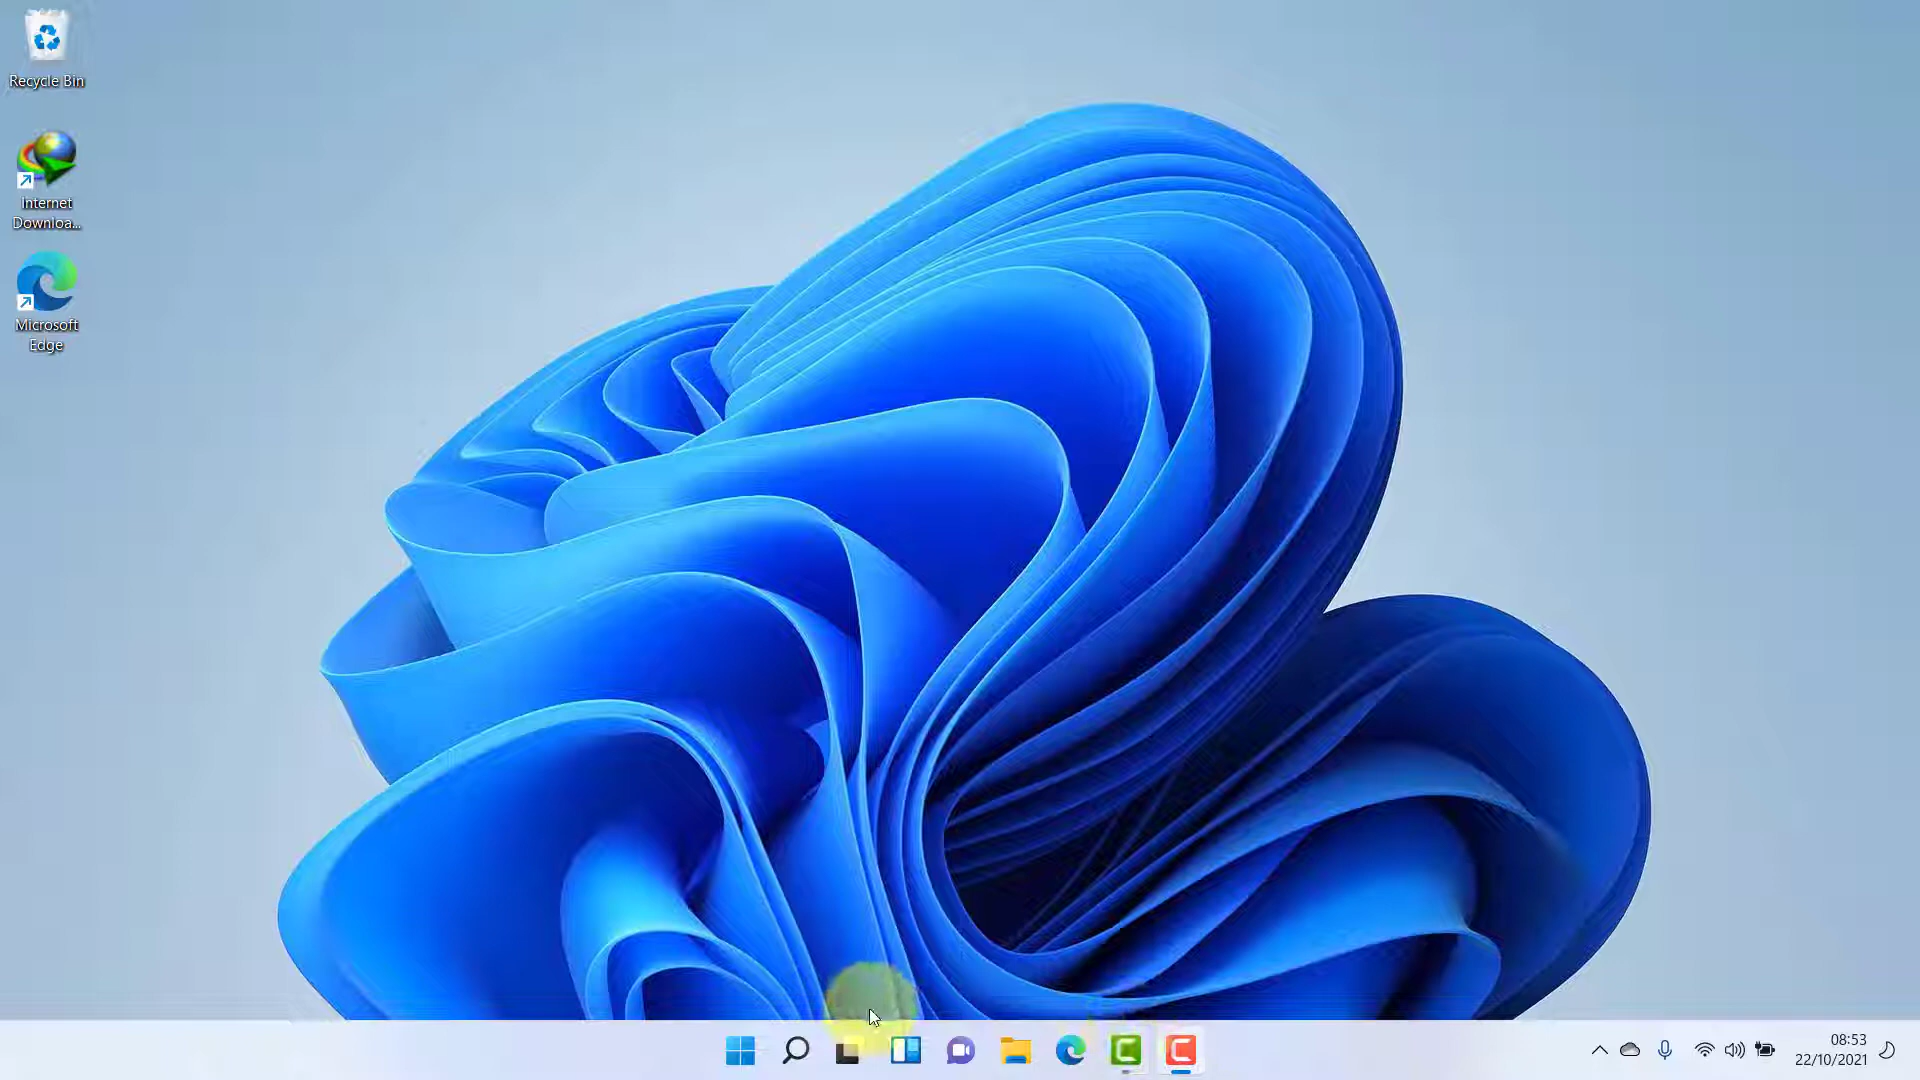 Recycle Bin
Internet
Downloa...
Microsoft
Edge
08:53
22/10/2021